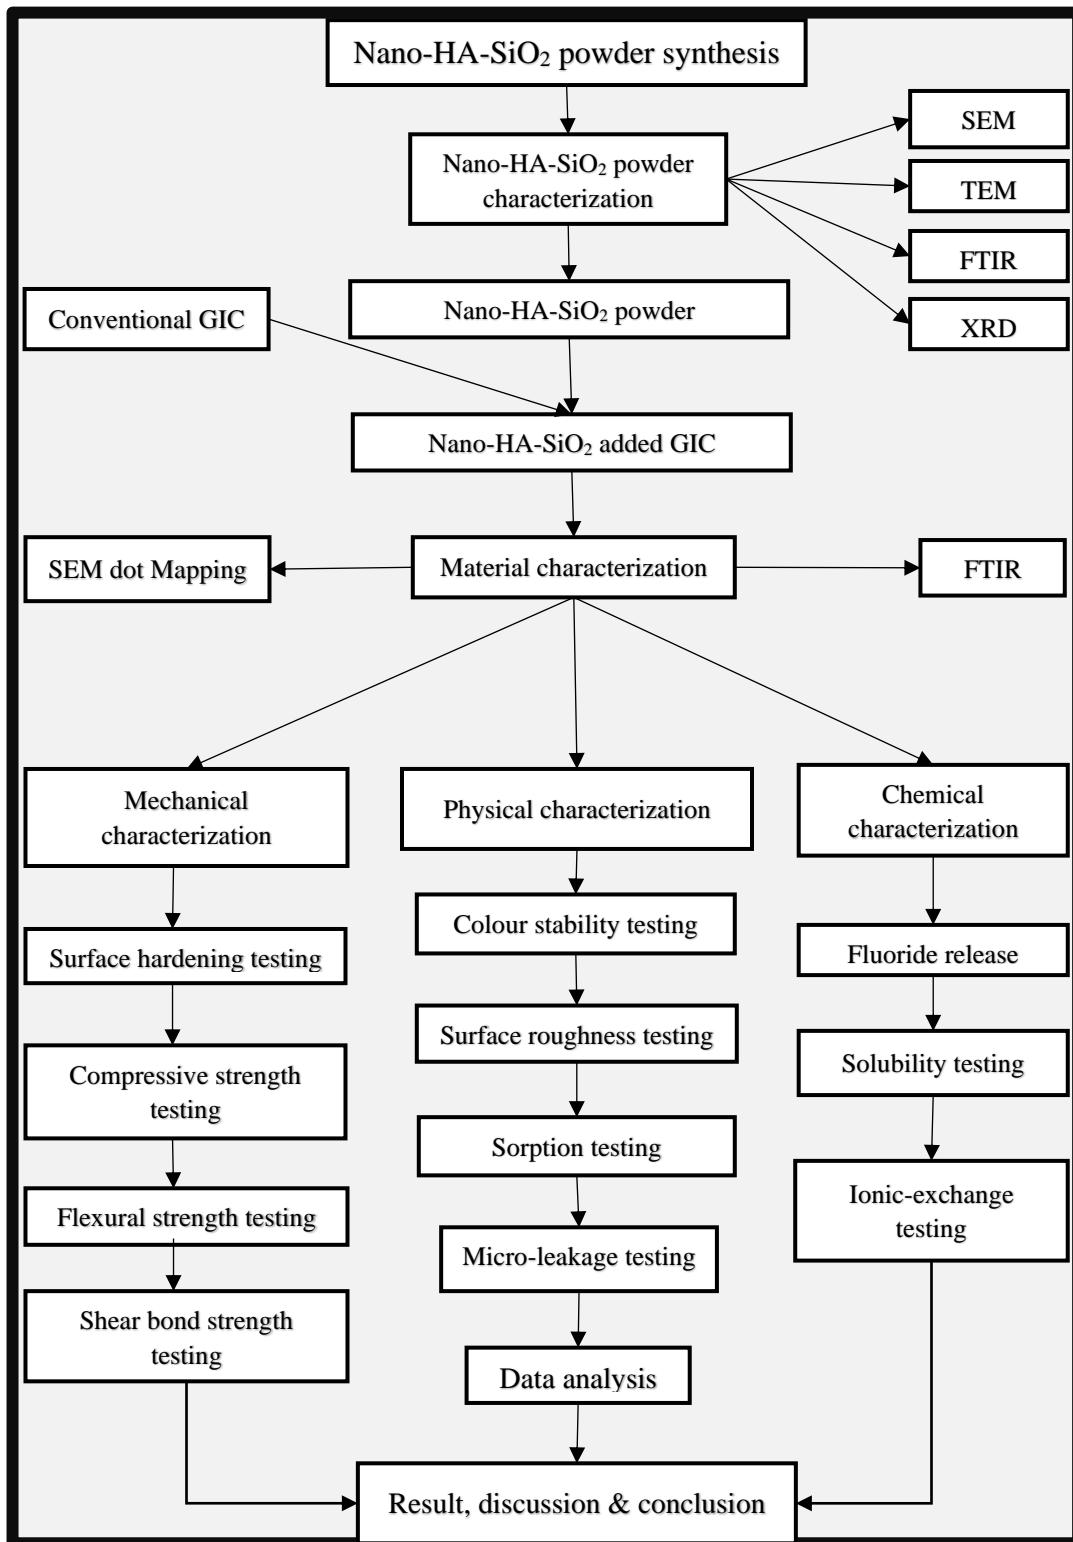 Nano-HA-SiO₂ powder synthesis
SEM
Nano-HA-SiO₂ powder
characterization
TEM
FTIR
Conventional GIC
Nano-HA-SiO₂ powder
XRD
Nano-HA-SiO₂ added GIC
SEM dot Mapping
Material characterization
FTIR
Mechanical
characterization
Physical characterization
Chemical
characterization
Surface hardening testing
Colour stability testing
Fluoride release
Compressive strength
testing
Surface roughness testing
Solubility testing
Flexural strength testing
Sorption testing
Ionic-exchange
testing
Shear bond strength
testing
Micro-leakage testing
Data analysis
Result, discussion & conclusion